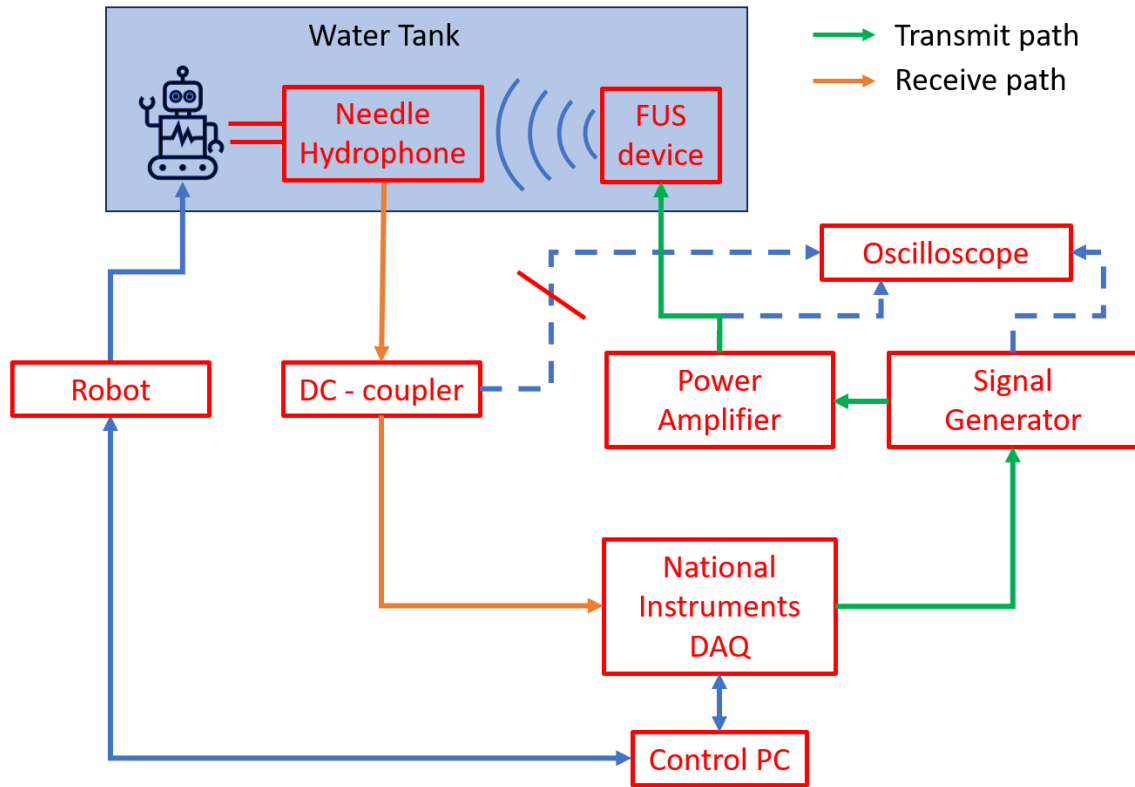 Water Tank
Transmit path
Receive path
Needle
Hydrophone
FUS
device
Oscilloscope
Robot
DC - coupler
Power
Amplifier
Signal
Generator
National
Instruments
DAQ
Control PC